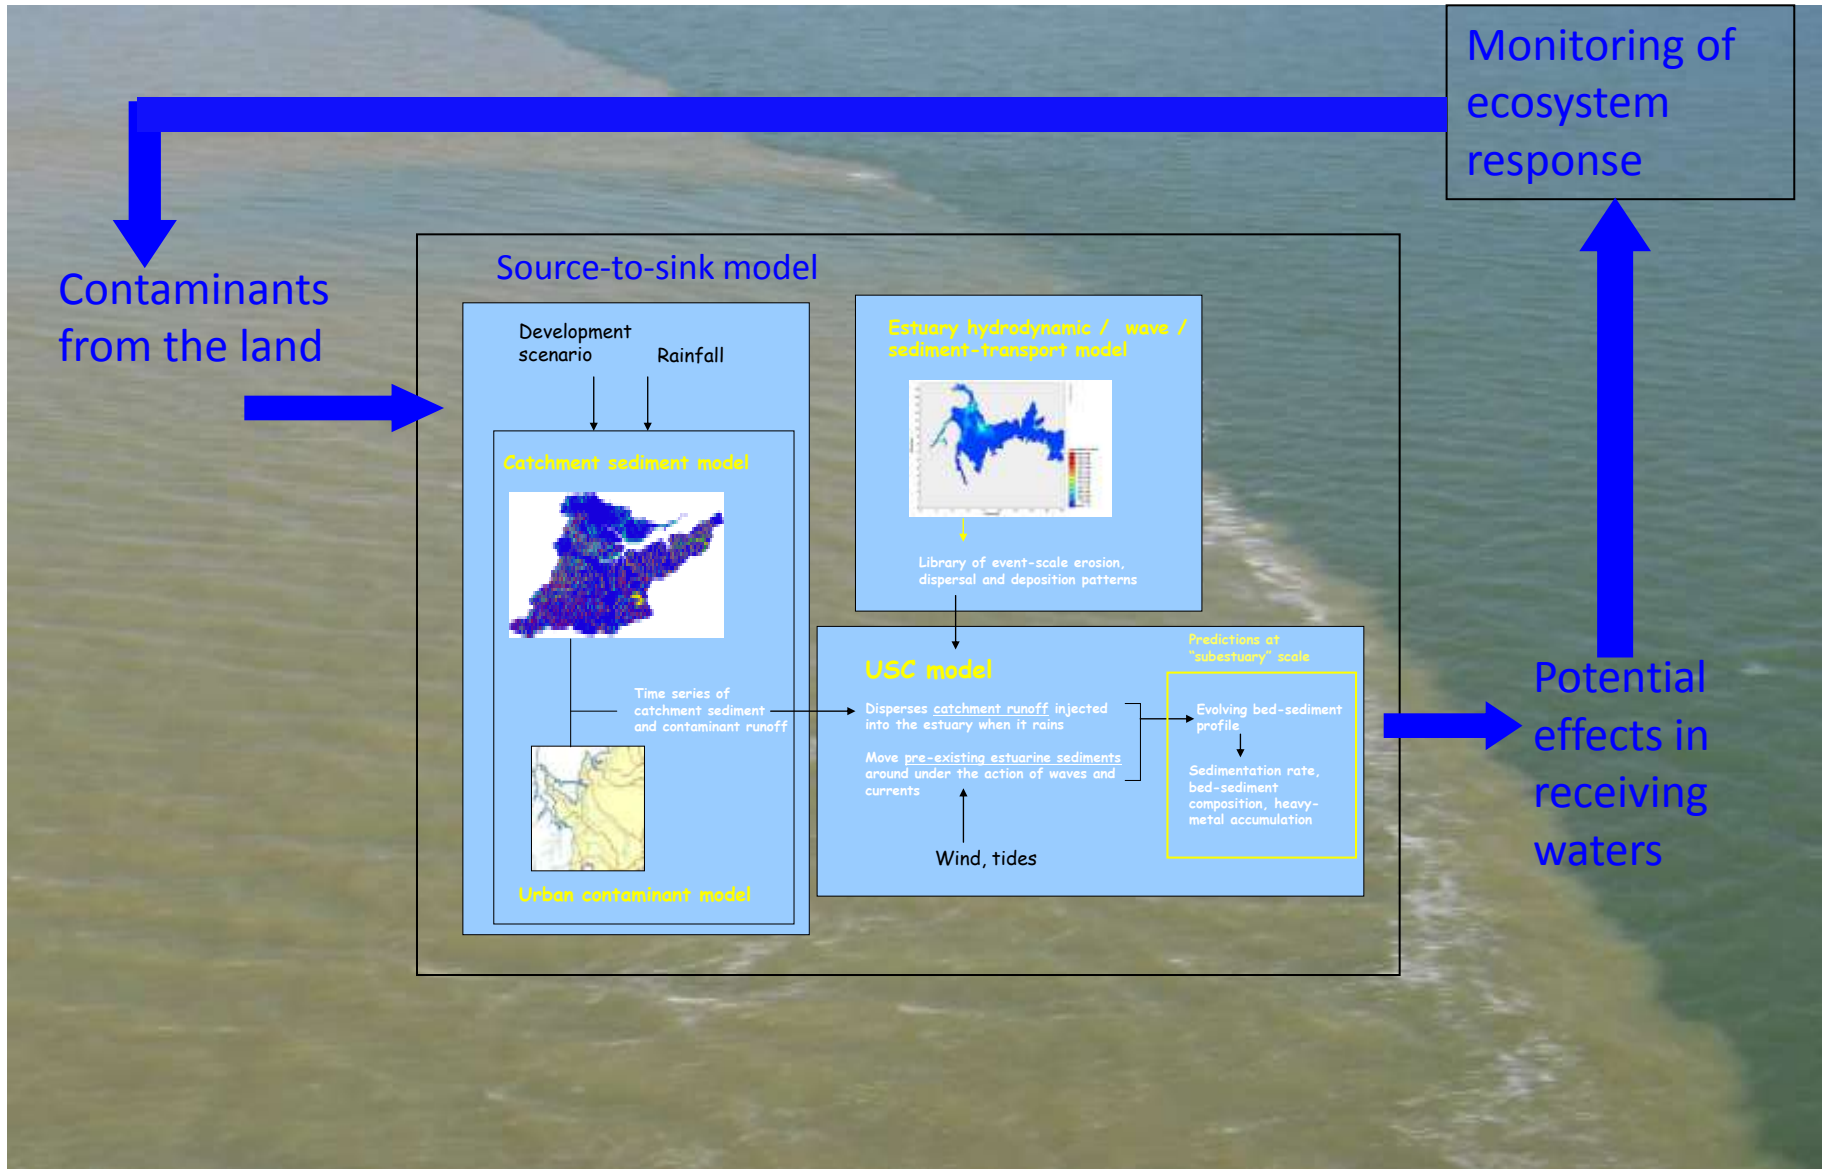 Monitoring of
ecosystem
response
Contaminants
from the land
Source-to-sink model
Development
scenario
Rainfall
Catchment sediment model
Time series of
catchment sediment
and contaminant runoff
Urban contaminant model
Estuary hydrodynamic / wave /
sediment-transport model
Library of event-scale erosion,
dispersal and deposition patterns
USC model
Disperses catchment runoff injected
into the estuary when it rains
Move pre-existing estuarine sediments
around under the action of waves and
currents
Wind, tides
Predictions at
"subestuary" scale
Evolving bed-sediment
profile
Sedimentation rate,
bed-sediment
composition, heavy-
metal accumulation
Potential
effects in
receiving
waters